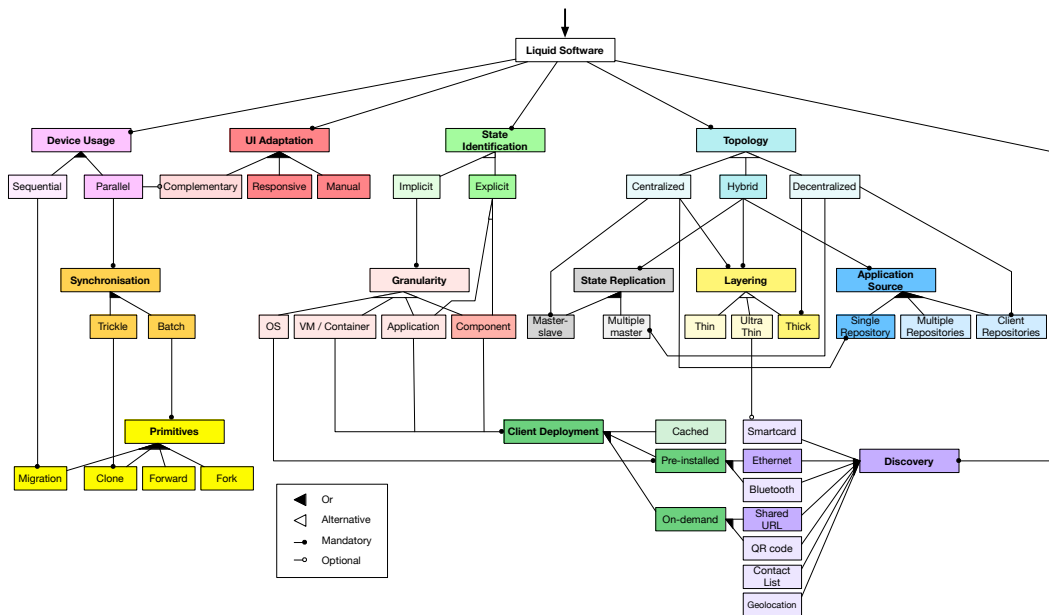 Liquid Software
Device Usage
UI Adaptation
State
Identification
Topology
Sequential
Parallel
Complementary
Responsive
Manual
Implicit
Explicit
Centralized
Hybrid
Decentralized
Synchronisation
Granularity
State Replication
Layering
Application
Source
Trickle
Batch
OS
VM / Container
Application
Component
Master-
slave
Multiple
master
Thin
Ultra
Thin
Thick
Single
Repository
Multiple
Repositories
Client
Repositories
Primitives
Client Deployment
Cached
Smartcard
Pre-installed
Ethernet
Discovery
Migration
Clone
Forward
Fork
Bluetooth
On-demand
Shared
URL
QR code
Contact
List
Geolocation
Or
Alternative
Mandatory
Optional